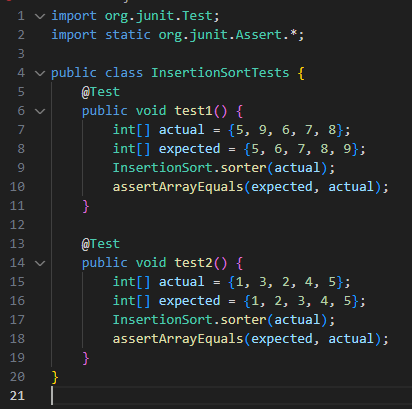 1 import org.junit.Test;
2 import static org.junit.Assert.*;
3
4 public class InsertionSortTests {
5     @Test
6     public void test1() {
7         int[] actual = {5, 9, 6, 7, 8};
8         int[] expected = {5, 6, 7, 8, 9};
9         InsertionSort.sorter(actual);
10         assertArrayEquals(expected, actual);
11     }
12
13     @Test
14     public void test2() {
15         int[] actual = {1, 3, 2, 4, 5};
16         int[] expected = {1, 2, 3, 4, 5};
17         InsertionSort.sorter(actual);
18         assertArrayEquals(expected, actual);
19     }
20 }
21